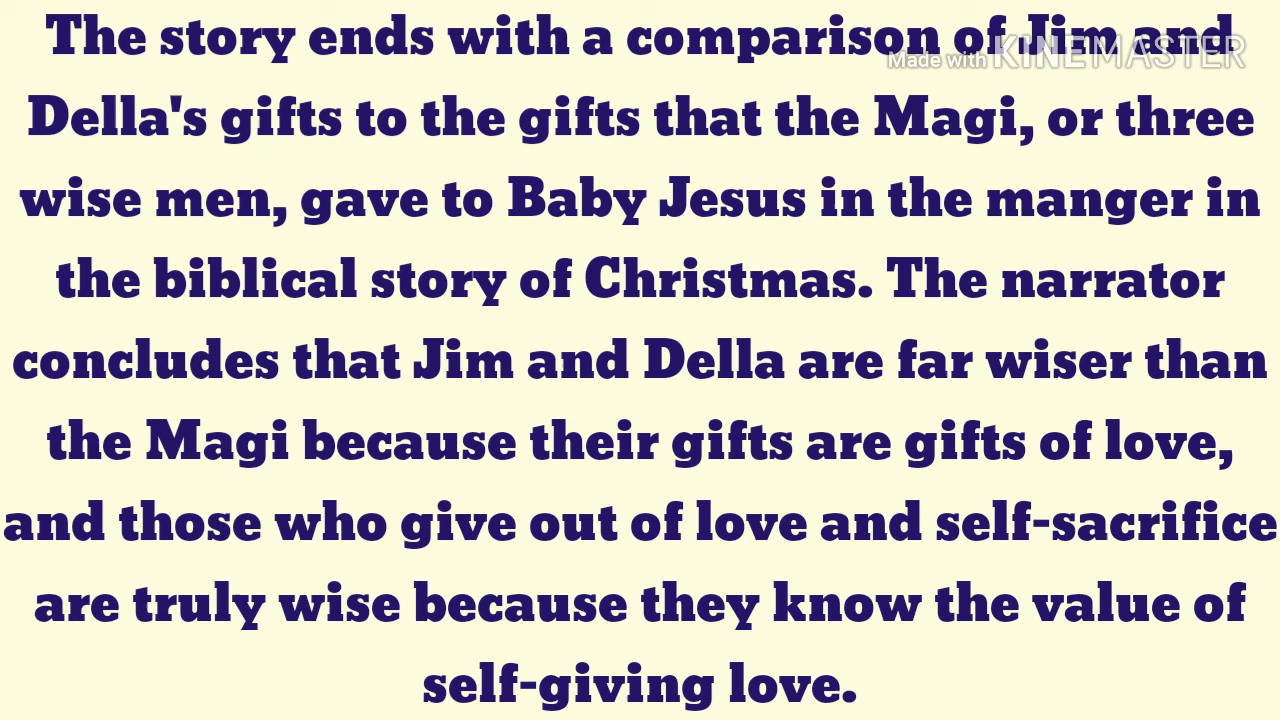 The story ends with a comparison of Jim and
Made with KINEMASTER
Della's gifts to the gifts that the Magi, or three
wise men, gave to Baby Jesus in the manger in
the biblical story of Christmas. The narrator
concludes that Jim and Della are far wiser than
the Magi because their gifts are gifts of love,
and those who give out of love and self-sacrifice
are truly wise because they know the value of
self-giving love.